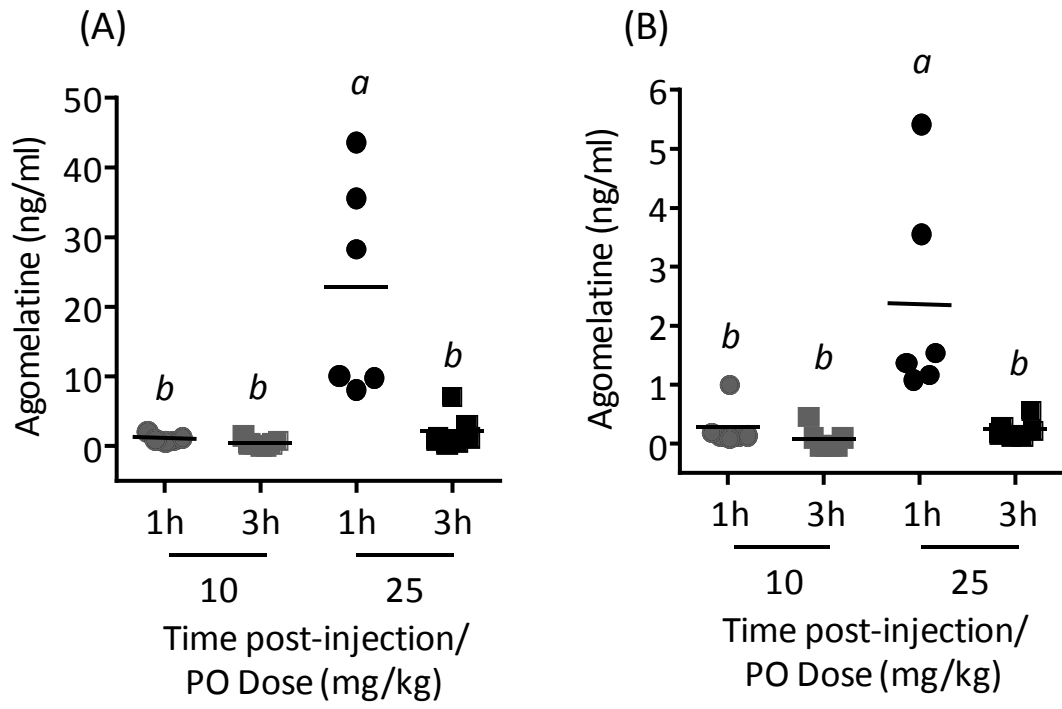 (A)
Agomelatine (ng/ml)
50
40
30
20
10
0
a
b
b
b
1h
3h
1h
3h
10
25
Time post-injection/
PO Dose (mg/kg)
(B)
Agomelatine (ng/ml)
6
5
4
3
2
1
0
a
b
b
b
1h
3h
1h
3h
10
25
Time post-injection/
PO Dose (mg/kg)